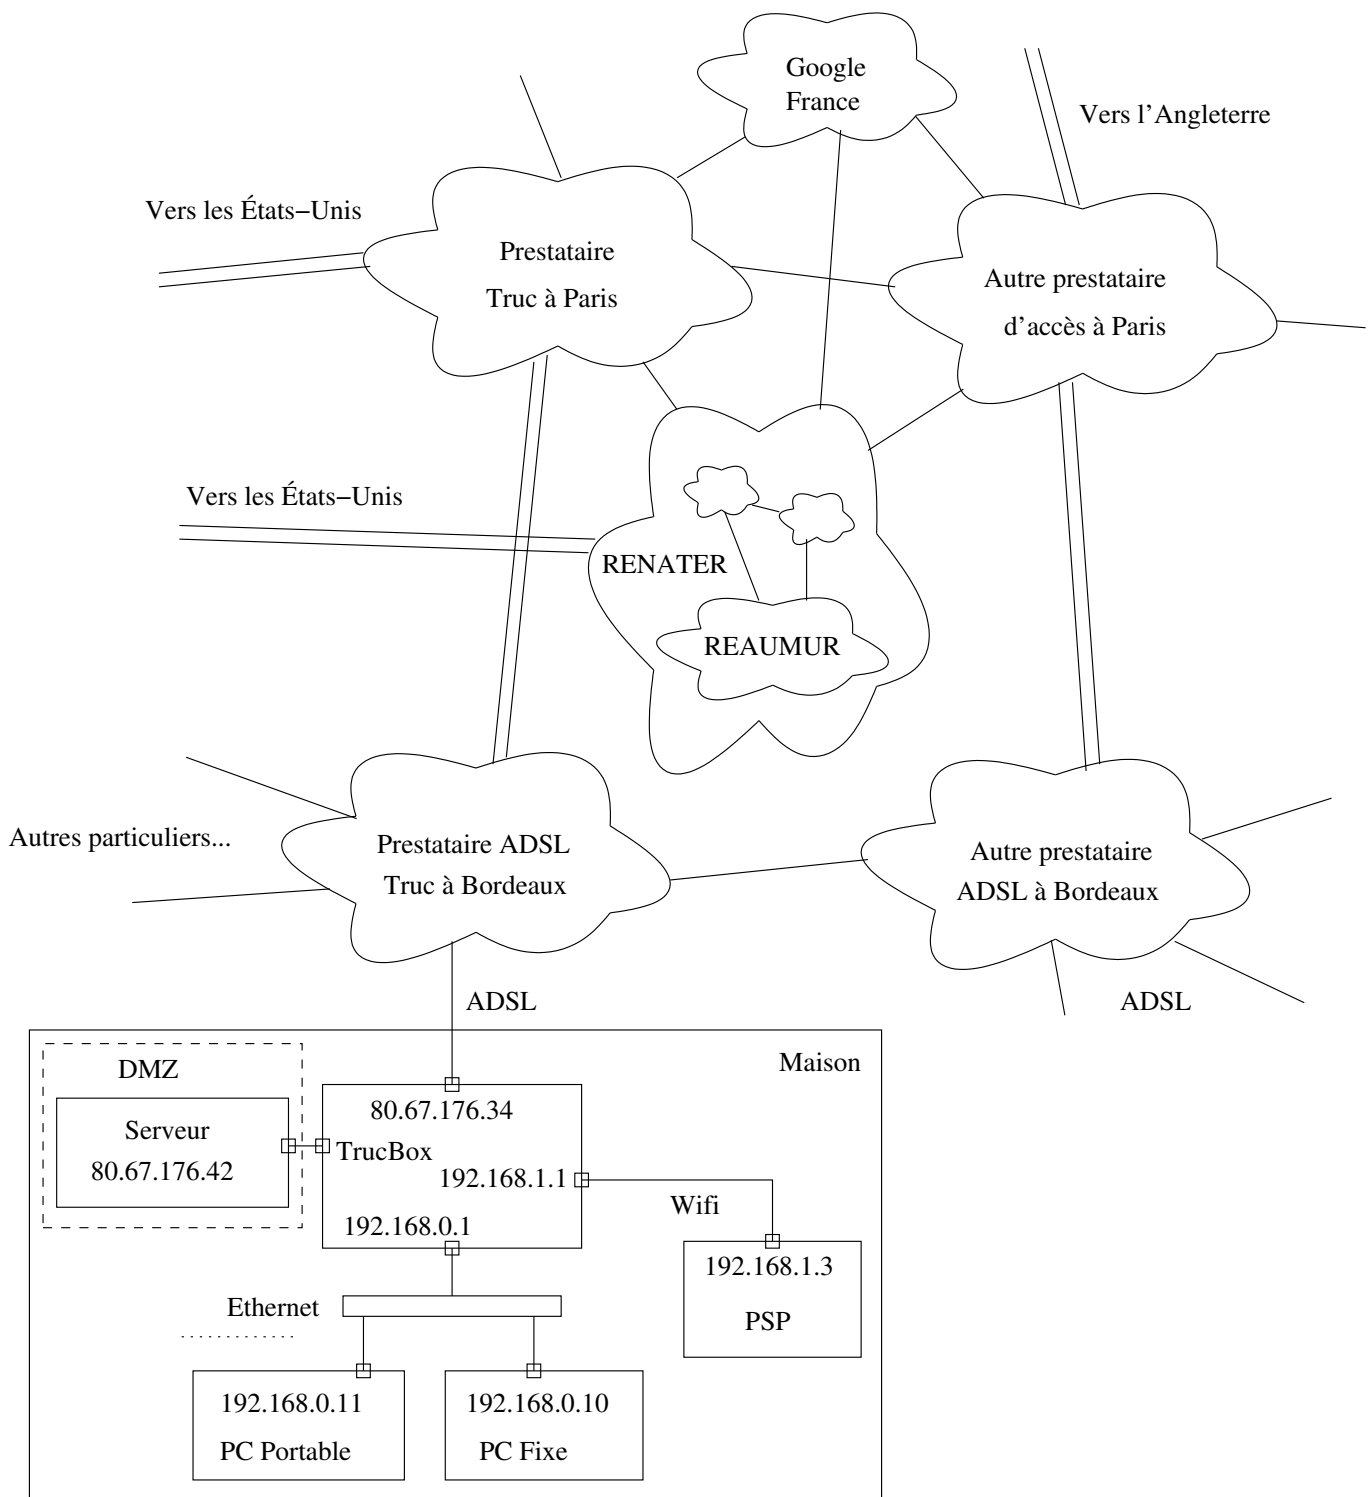 Google
France
Vers l'Angleterre
Vers les États−Unis
Prestataire
Truc à Paris
Autre prestataire
d'accès à Paris
Vers les États−Unis
RENATER
REAUMUR
Autres particuliers...
Prestataire ADSL
Truc à Bordeaux
Autre prestataire
ADSL à Bordeaux
ADSL
ADSL
Maison
DMZ
Serveur
80.67.176.42
80.67.176.34
TrucBox
192.168.1.1
192.168.0.1
Wifi
192.168.1.3
PSP
Ethernet
192.168.0.11
PC Portable
192.168.0.10
PC Fixe